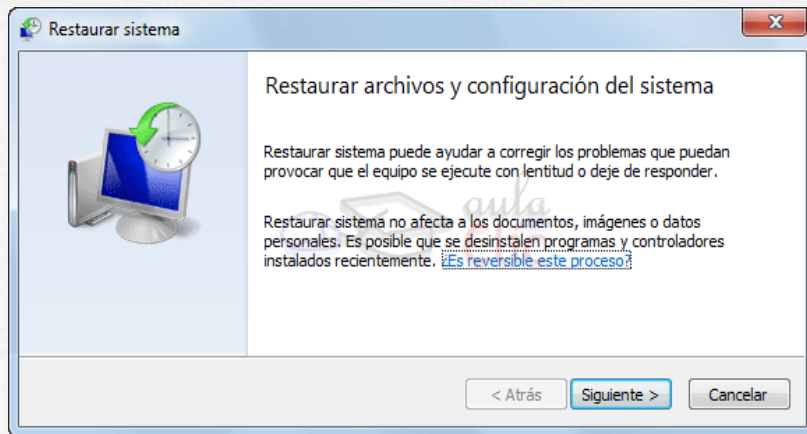 Restaurar sistema
X
Restaurar archivos y configuración del sistema
Restaurar sistema puede ayudar a corregir los problemas que puedan
provocar que el equipo se ejecute con lentitud o deje de responder.
aula
Restaurar sistema no afecta a los documentos, imágenes o datos
personales. Es posible que se desinstalen programas y controladores
instalados recientemente. ¿Es reversible este proceso?
clic
< Atrás Siguiente > Cancelar